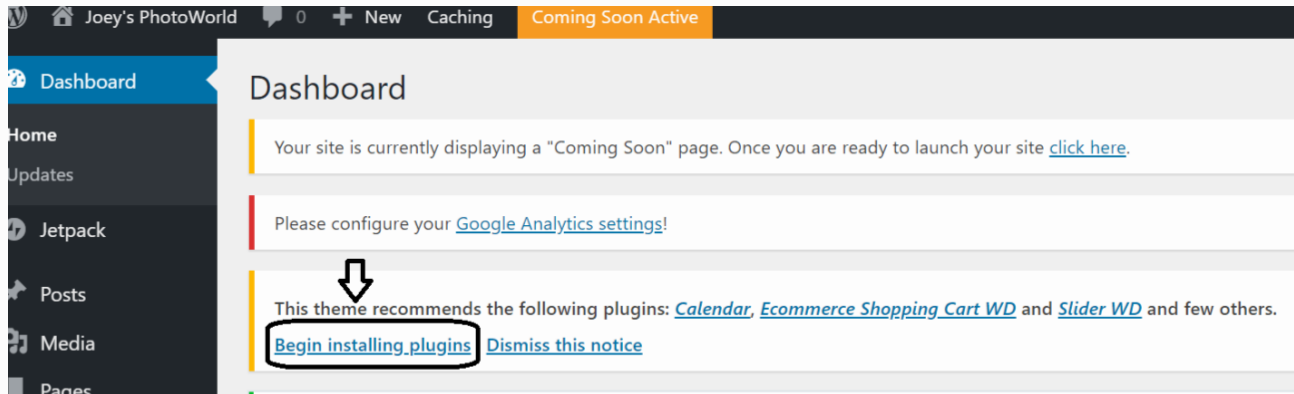 Joey's PhotoWorld 0 New Caching Coming Soon Active
Dashboard
Home
Updates
Jetpack
Posts
Media
Pages
Dashboard
Your site is currently displaying a "Coming Soon" page. Once you are ready to launch your site click here.
Please configure your Google Analytics settings!
This theme recommends the following plugins: Calendar, Ecommerce Shopping Cart WD and Slider WD and few others.
Begin installing plugins Dismiss this notice